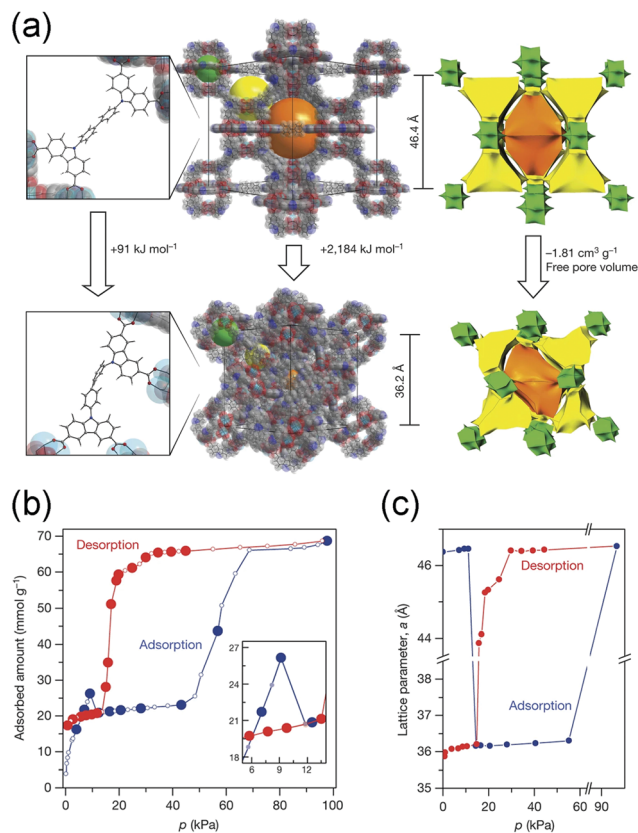 (a)
46.4 Å
+91 kJ mol⁻¹
+2,184 kJ mol⁻¹
–1.81 cm³ g⁻¹
Free pore volume
36.2 Å
(b)
70
60
50
40
30
20
10
0
Adsorbed amount (mmol g⁻¹)
Desorption
Adsorption
27
24
21
18
6
9
12
0
20
40
60
80
100
p (kPa)
(c)
46
44
37
36
35
Lattice parameter, a (Å)
Desorption
Adsorption
0
20
40
60
90
p (kPa)